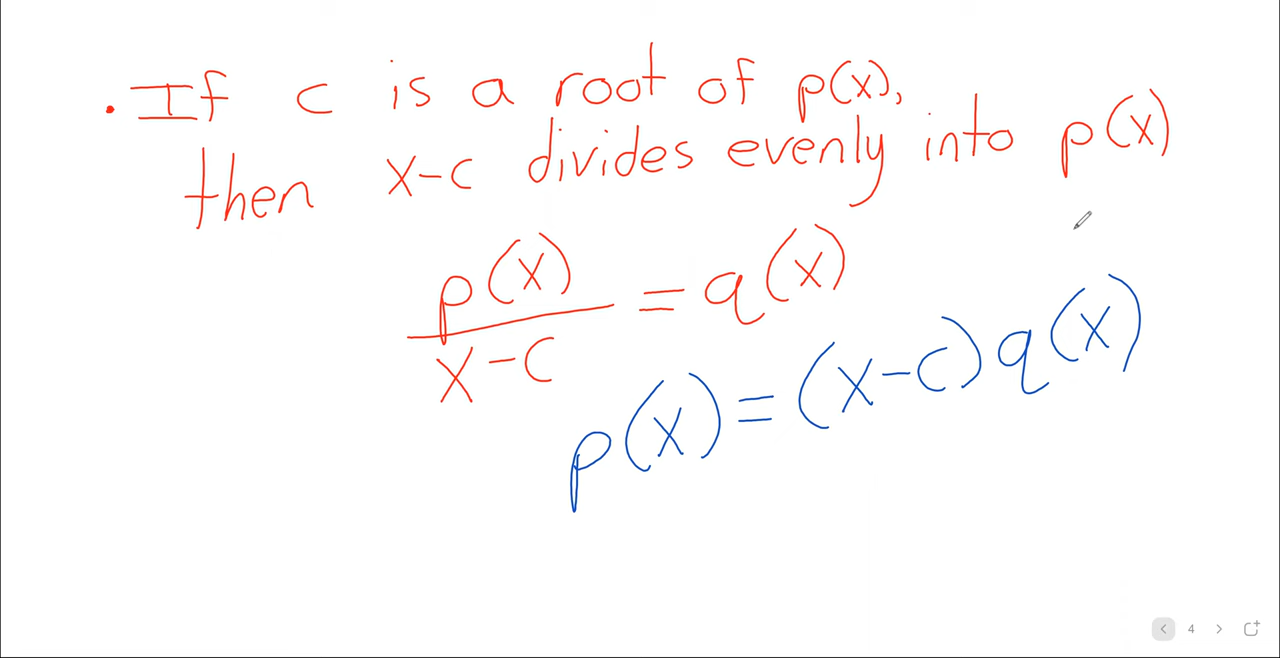 • If c is a root of p(x),
then x-c divides evenly into p(x)
p(x)/x-c = q(x)
p(x) = (x-c) q(x)
4